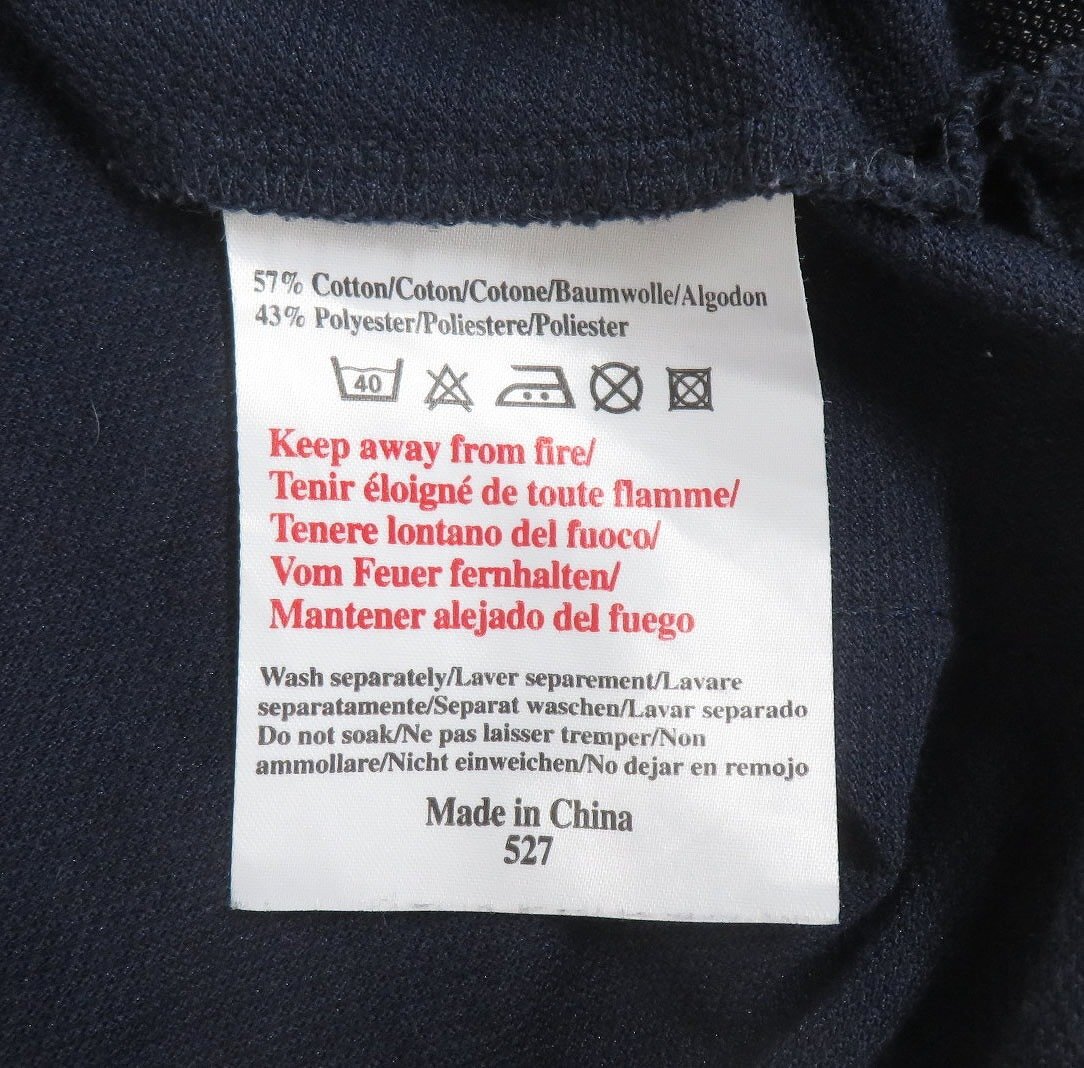 57% Cotton/Coton/Cotone/Baumwolle/Algodon
43% Polyester/Poliestere/Poliester
40
Keep away from fire/
Tenir éloigné de toute flamme/
Tenere lontano del fuoco/
Vom Feuer fernhalten/
Mantener alejado del fuego
Wash separately/Laver separement/Lavare
separatamente/Separat waschen/Lavar separado
Do not soak/Ne pas laisser tremper/Non
ammollare/Nicht einweichen/No dejar en remojo
Made in China
527